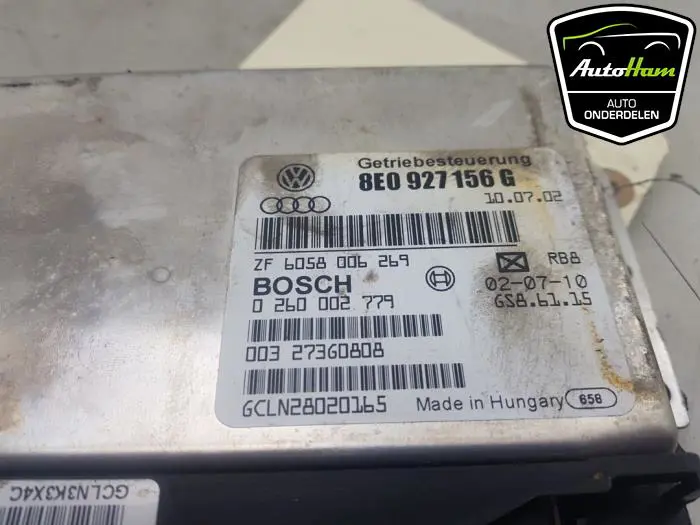 AutoHam
AUTO
ONDERDELEN
Getriebesteuerung
8E0 927 156 G
10.07.02
ZF 6058 006 269
RB8
BOSCH
02-07-10
0 260 002 779
GS8.61.15
003 27360808
GCLN28020165
Made in Hungary
658
GCLN3K3X4C